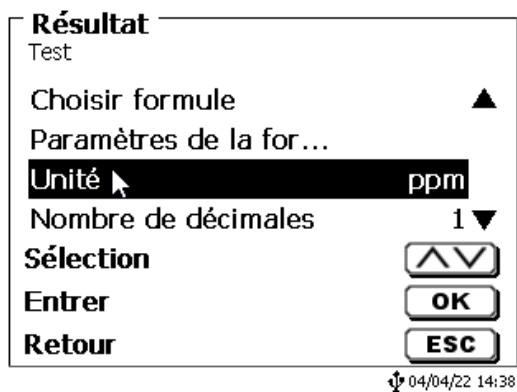 Résultat
Test
Choisir formule
Paramètres de la for...
Unité ppm
Nombre de décimales 1
Sélection
Entrer OK
Retour ESC
04/04/22 14:38